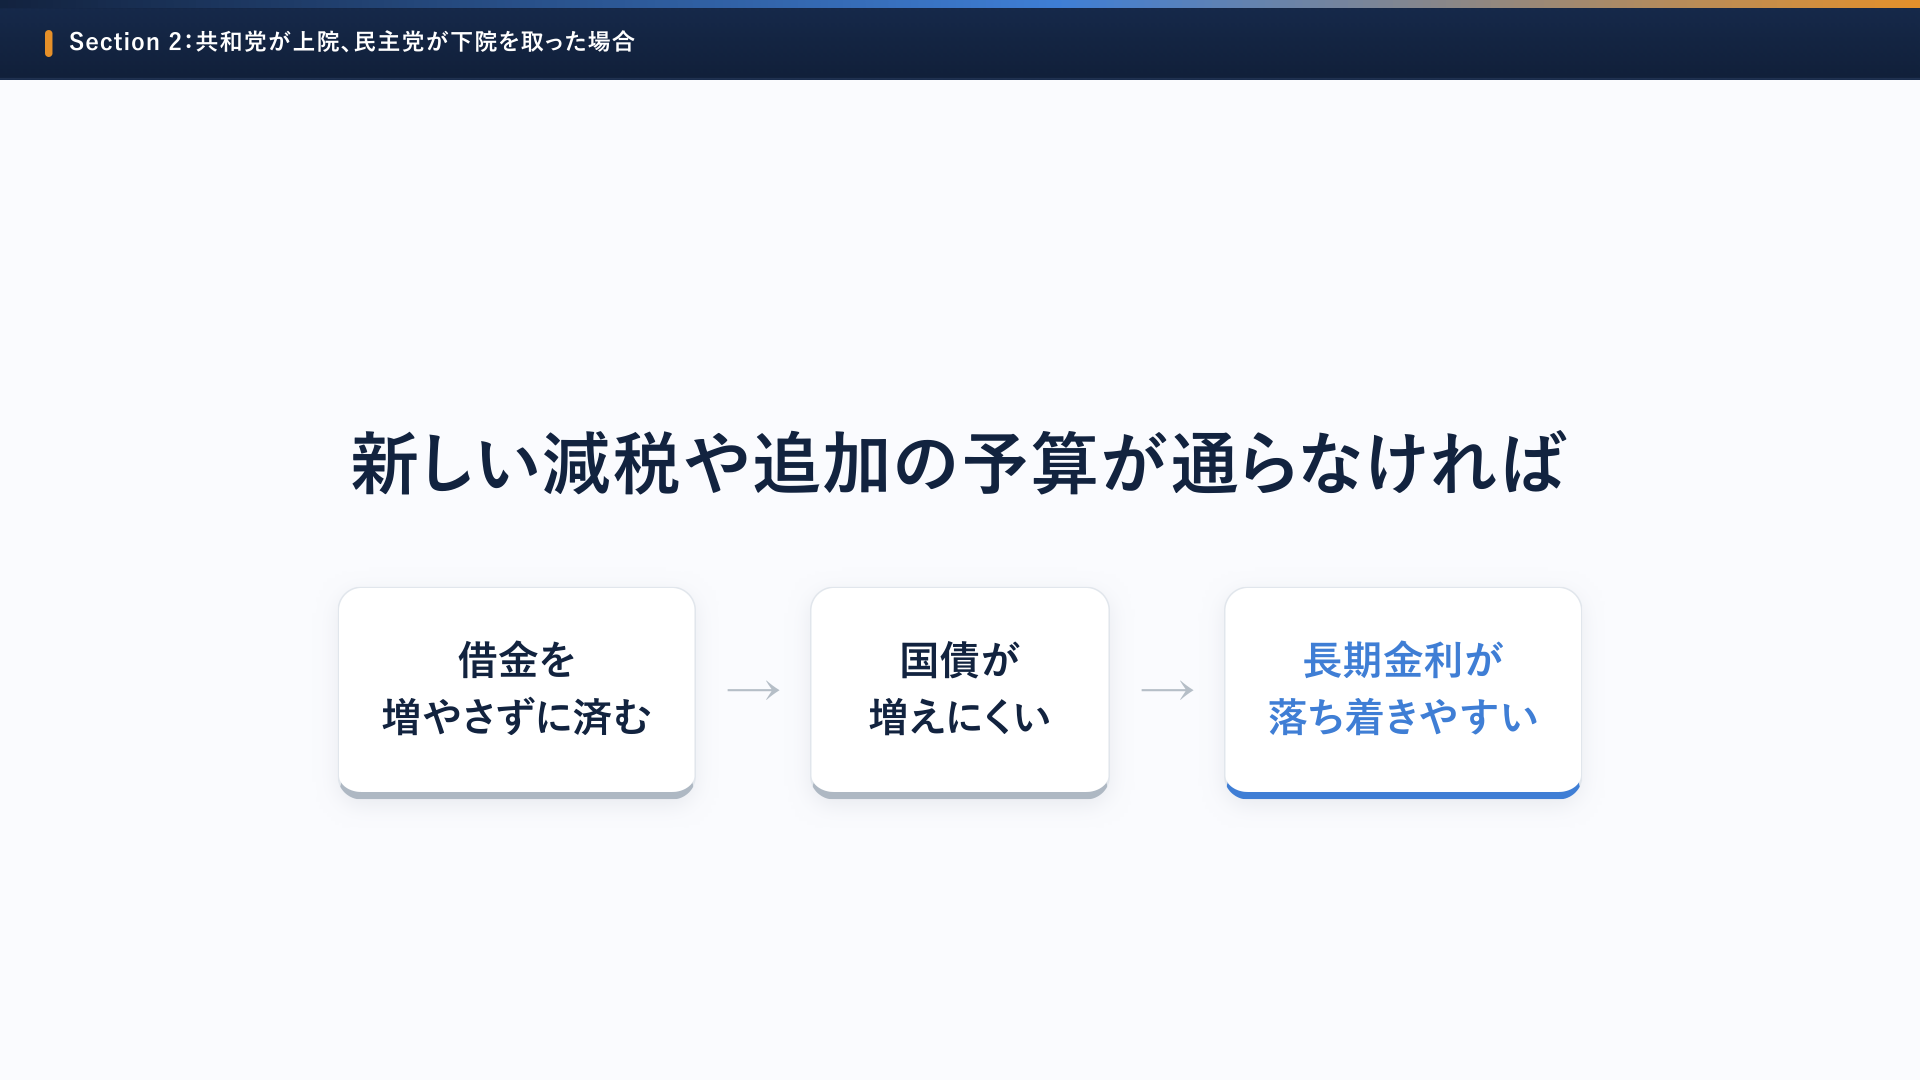 Section 2：共和党が上院、民主党が下院を取った場合
新しい減税や追加の予算が通らなければ
借金を
増やさずに済む
→
国債が
増えにくい
→
長期金利が
落ち着きやすい